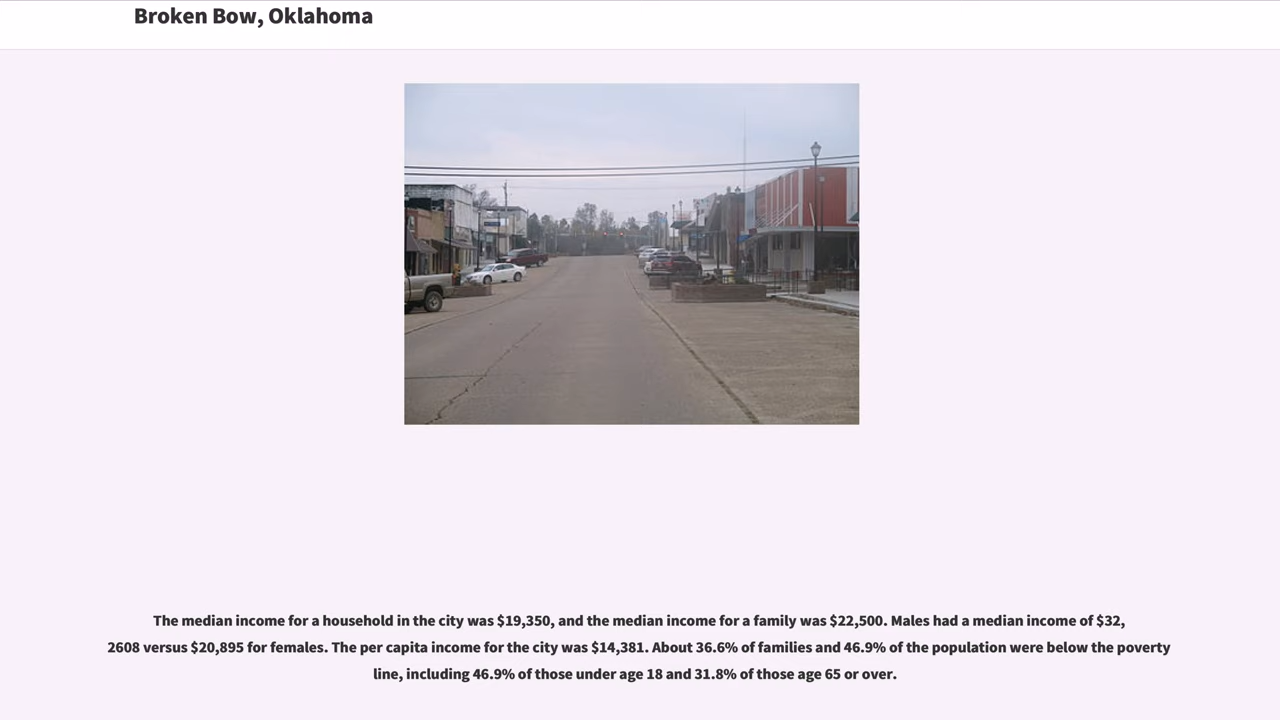 Broken Bow, Oklahoma
The median income for a household in the city was $19,350, and the median income for a family was $22,500. Males had a median income of $32,
2608 versus $20,895 for females. The per capita income for the city was $14,381. About 36.6% of families and 46.9% of the population were below the poverty
line, including 46.9% of those under age 18 and 31.8% of those age 65 or over.